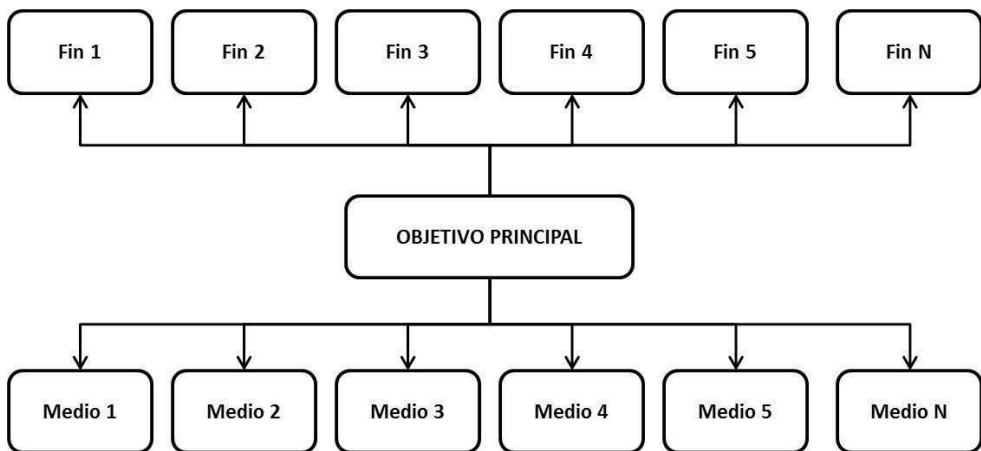 Fin 1
Fin 2
Fin 3
Fin 4
Fin 5
Fin N
OBJETIVO PRINCIPAL
Medio 1
Medio 2
Medio 3
Medio 4
Medio 5
Medio N